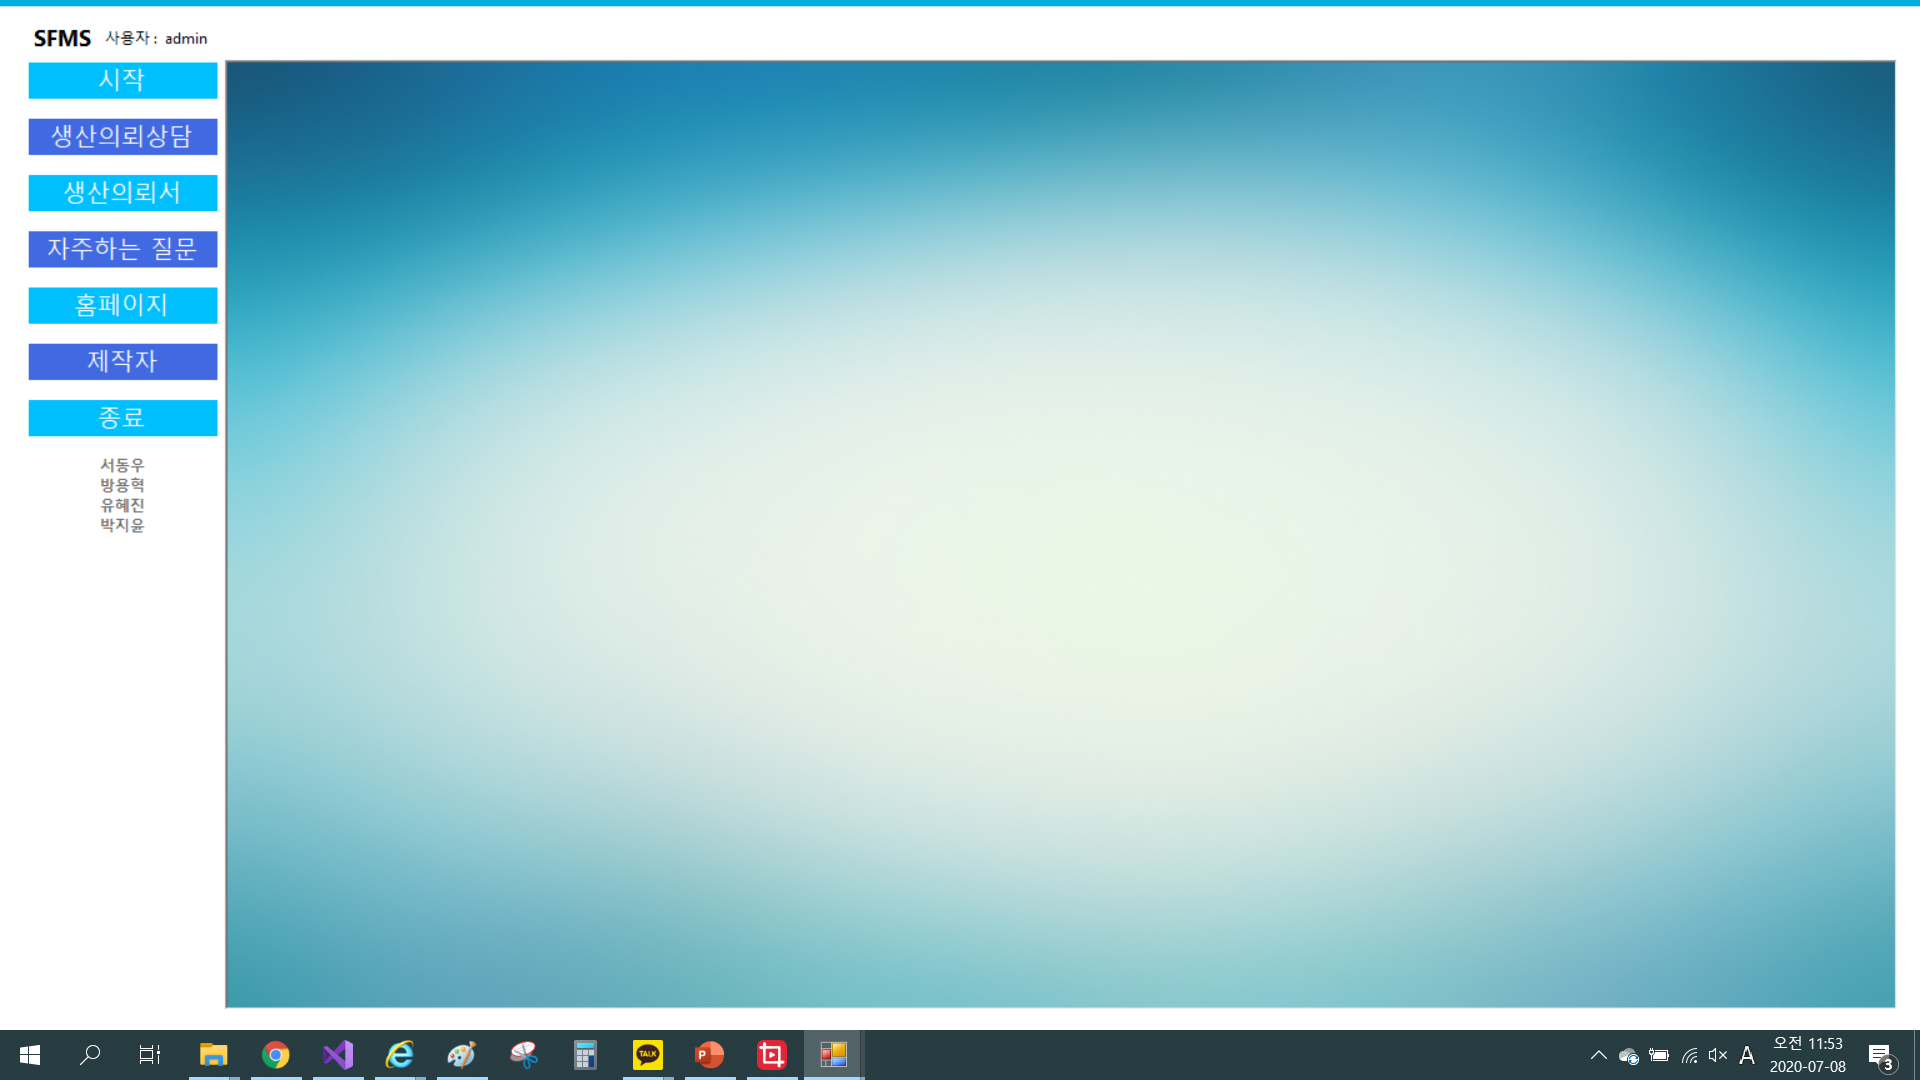 SFMS 사용자 : admin
시작
생산의뢰상담
생산의뢰서
자주하는 질문
홈페이지
제작자
종료
서동우
방용혁
유혜진
박지윤
TALK
P
A
오전 11:53
2020-07-08
3